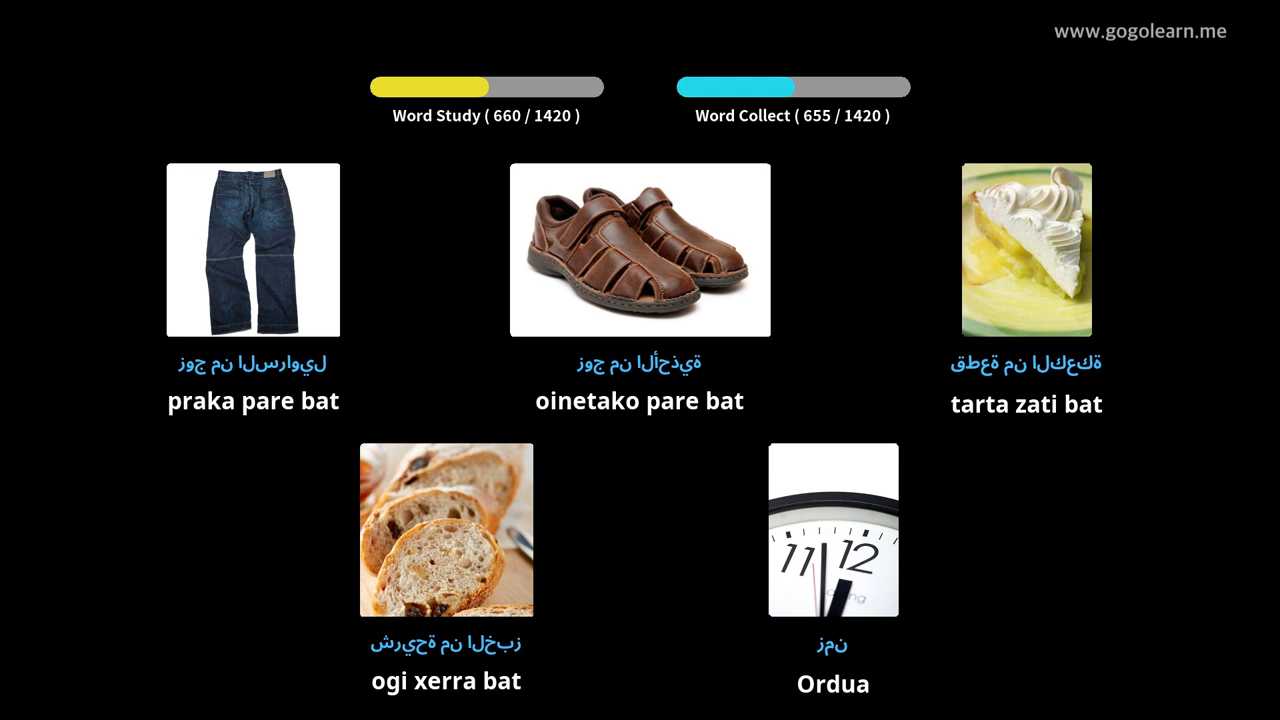 www.gogolearn.me
Word Study ( 660 / 1420 )
Word Collect ( 655 / 1420 )
زوج من السراويل
praka pare bat
زوج من الأحذية
oinetako pare bat
قطعة من الكعكة
tarta zati bat
11 12
شريحة من الخبز
ogi xerra bat
زمن
Ordua